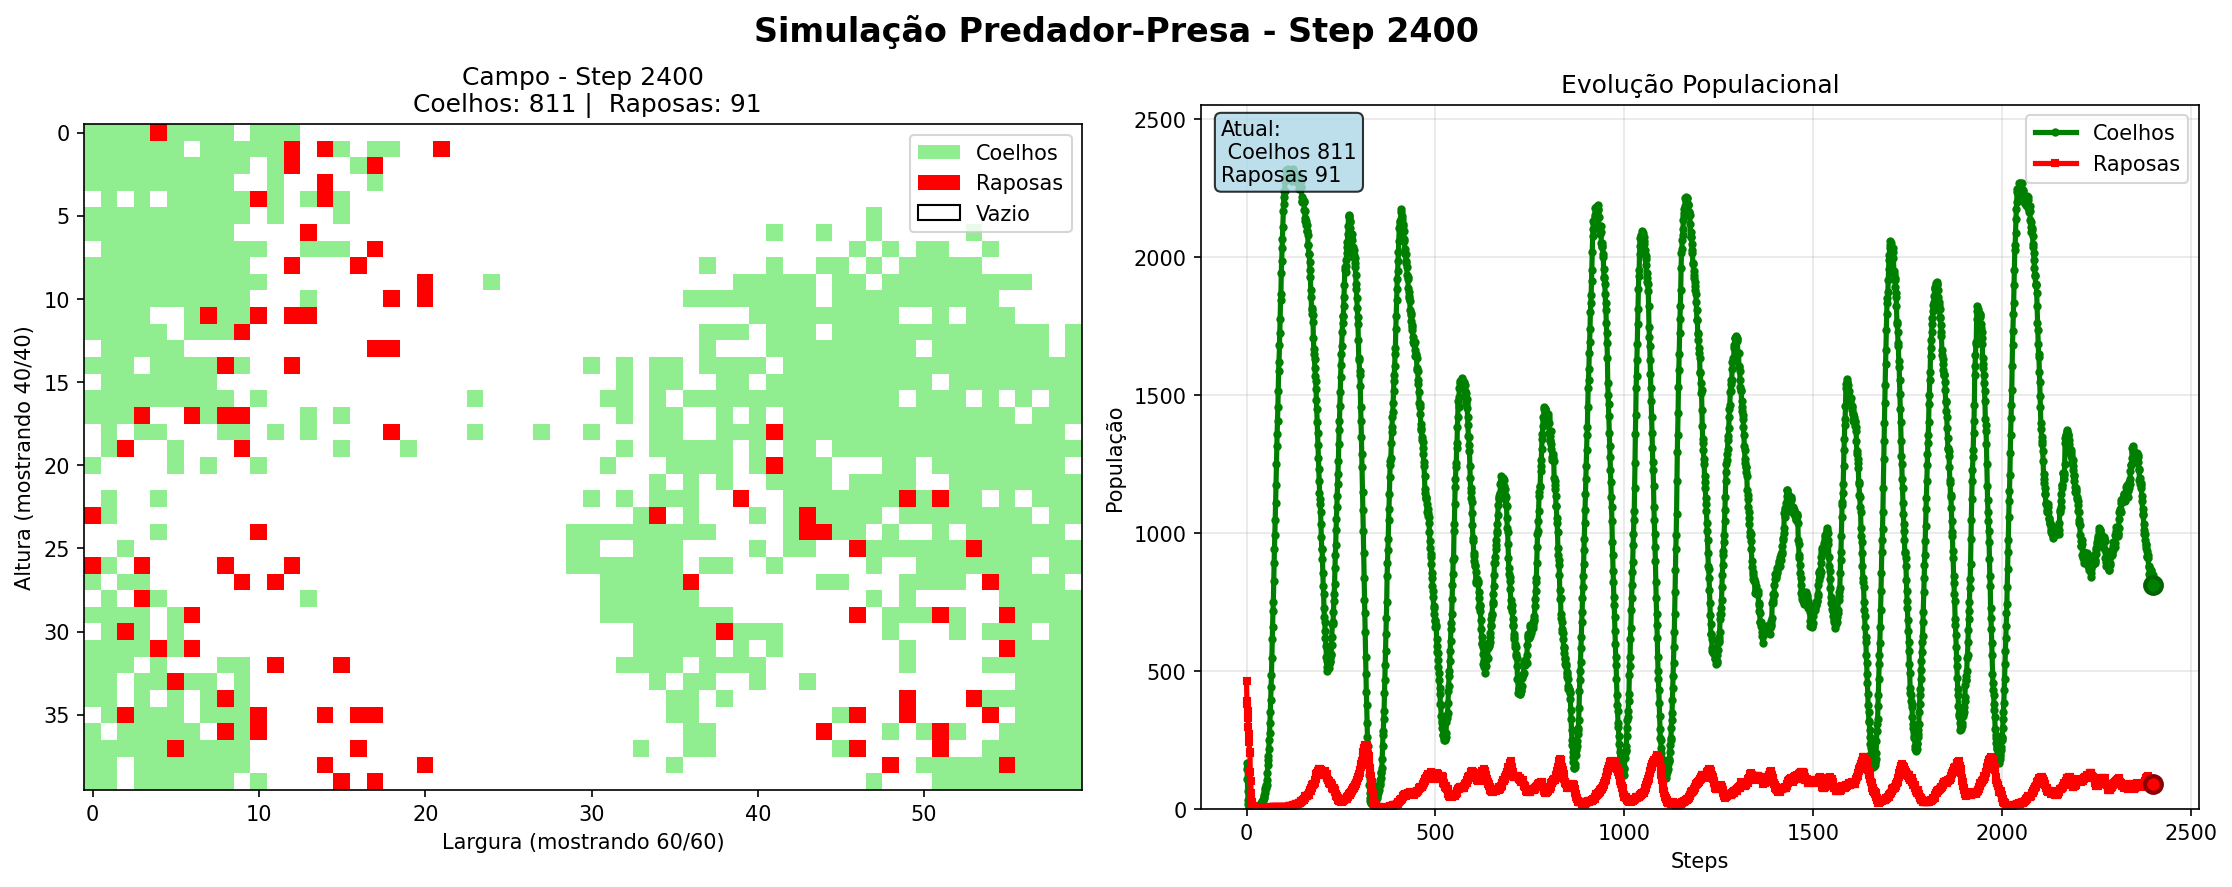 Simulação Predador-Presa - Step 2400
Campo - Step 2400
Coelhos: 811 |  Raposas: 91
Coelhos
Raposas
Vazio
0
5
10
15
20
25
30
35
Altura (mostrando 40/40)
0
10
20
30
40
50
Largura (mostrando 60/60)
Evolução Populacional
Atual:
Coelhos 811
Raposas 91
Coelhos
Raposas
2500
2000
1500
1000
500
0
População
0
500
1000
1500
2000
2500
Steps